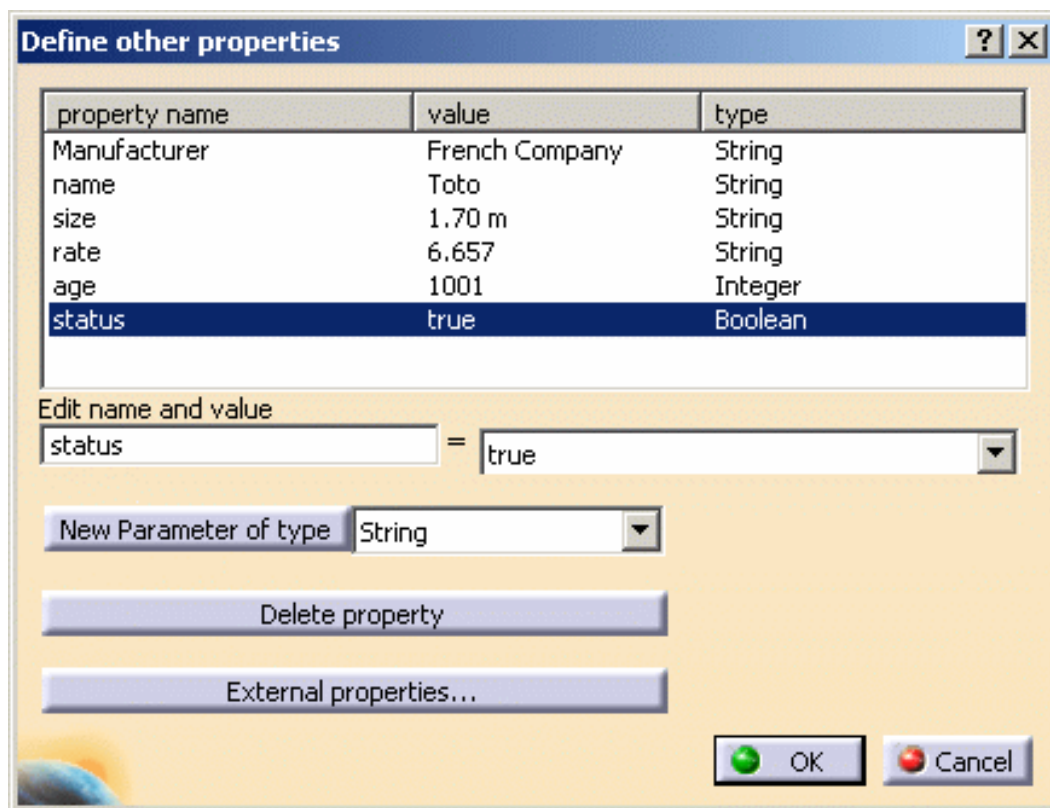 Define other properties ?
property name value type
Manufacturer French Company String
name Toto String
size 1.70 m String
rate 6.657 String
age 1001 Integer
status true Boolean
Edit name and value
status = true
New Parameter of type String
Delete property
External properties...
OK Cancel